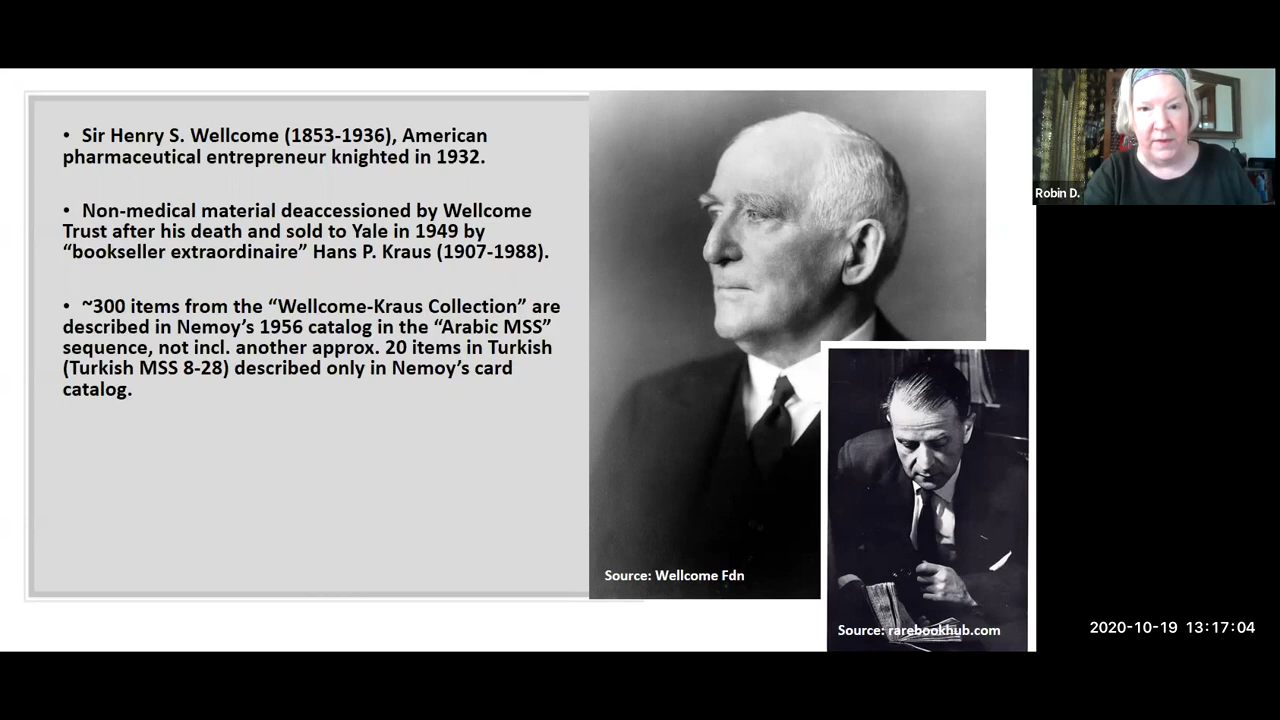 • Sir Henry S. Wellcome (1853-1936), American
pharmaceutical entrepreneur knighted in 1932.
• Non-medical material deaccessioned by Wellcome
Trust after his death and sold to Yale in 1949 by
“bookseller extraordinaire” Hans P. Kraus (1907-1988).
• ~300 items from the “Wellcome-Kraus Collection” are
described in Nemoy’s 1956 catalog in the “Arabic MSS”
sequence, not incl. another approx. 20 items in Turkish
(Turkish MSS 8-28) described only in Nemoy’s card
catalog.
Source: Wellcome Fdn
Source: rarebookhub.com
Robin D.
2020-10-19 13:17:04